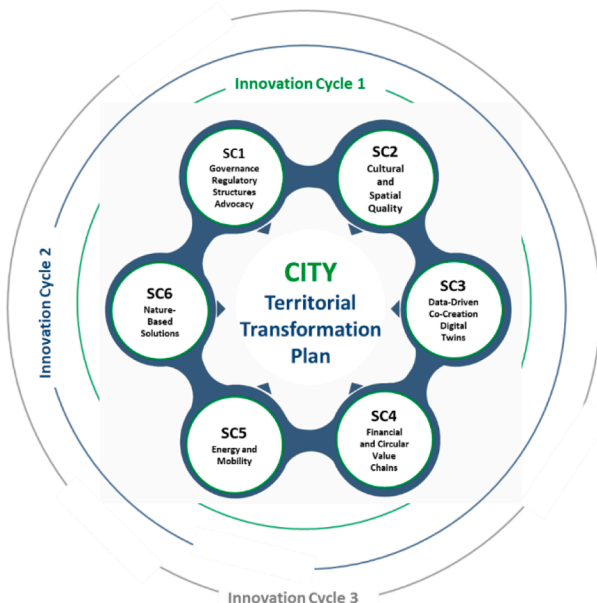 Innovation Cycle 1
SC1
Governance
Regulatory
Structures
Advocacy
SC2
Cultural
and
Spatial
Quality
Innovation Cycle 2
CITY
Territorial
Transformation
Plan
SC6
Nature-
Based
Solutions
SC3
Data-Driven
Co-Creation
Digital
Twins
SC5
Energy and
Mobility
SC4
Financial
and Circular
Value
Chains
Innovation Cycle 3